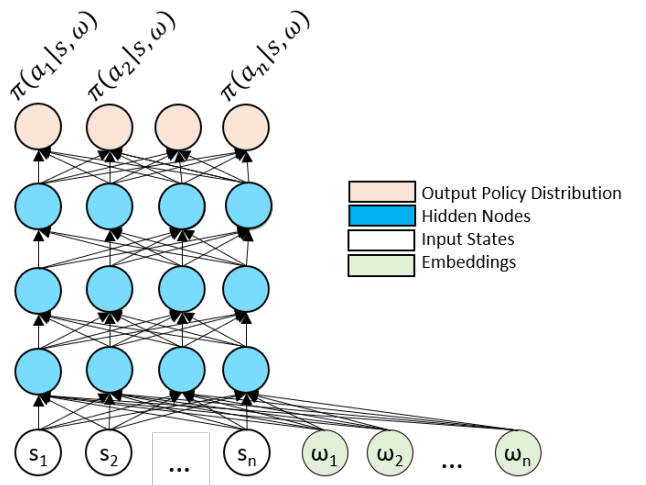 π(a₁|s, ω)
π(a₂|s, ω)
π(aₙ|s, ω)
Output Policy Distribution
Hidden Nodes
Input States
Embeddings
s₁ s₂ ... sₙ ω₁ ω₂ ... ωₙ